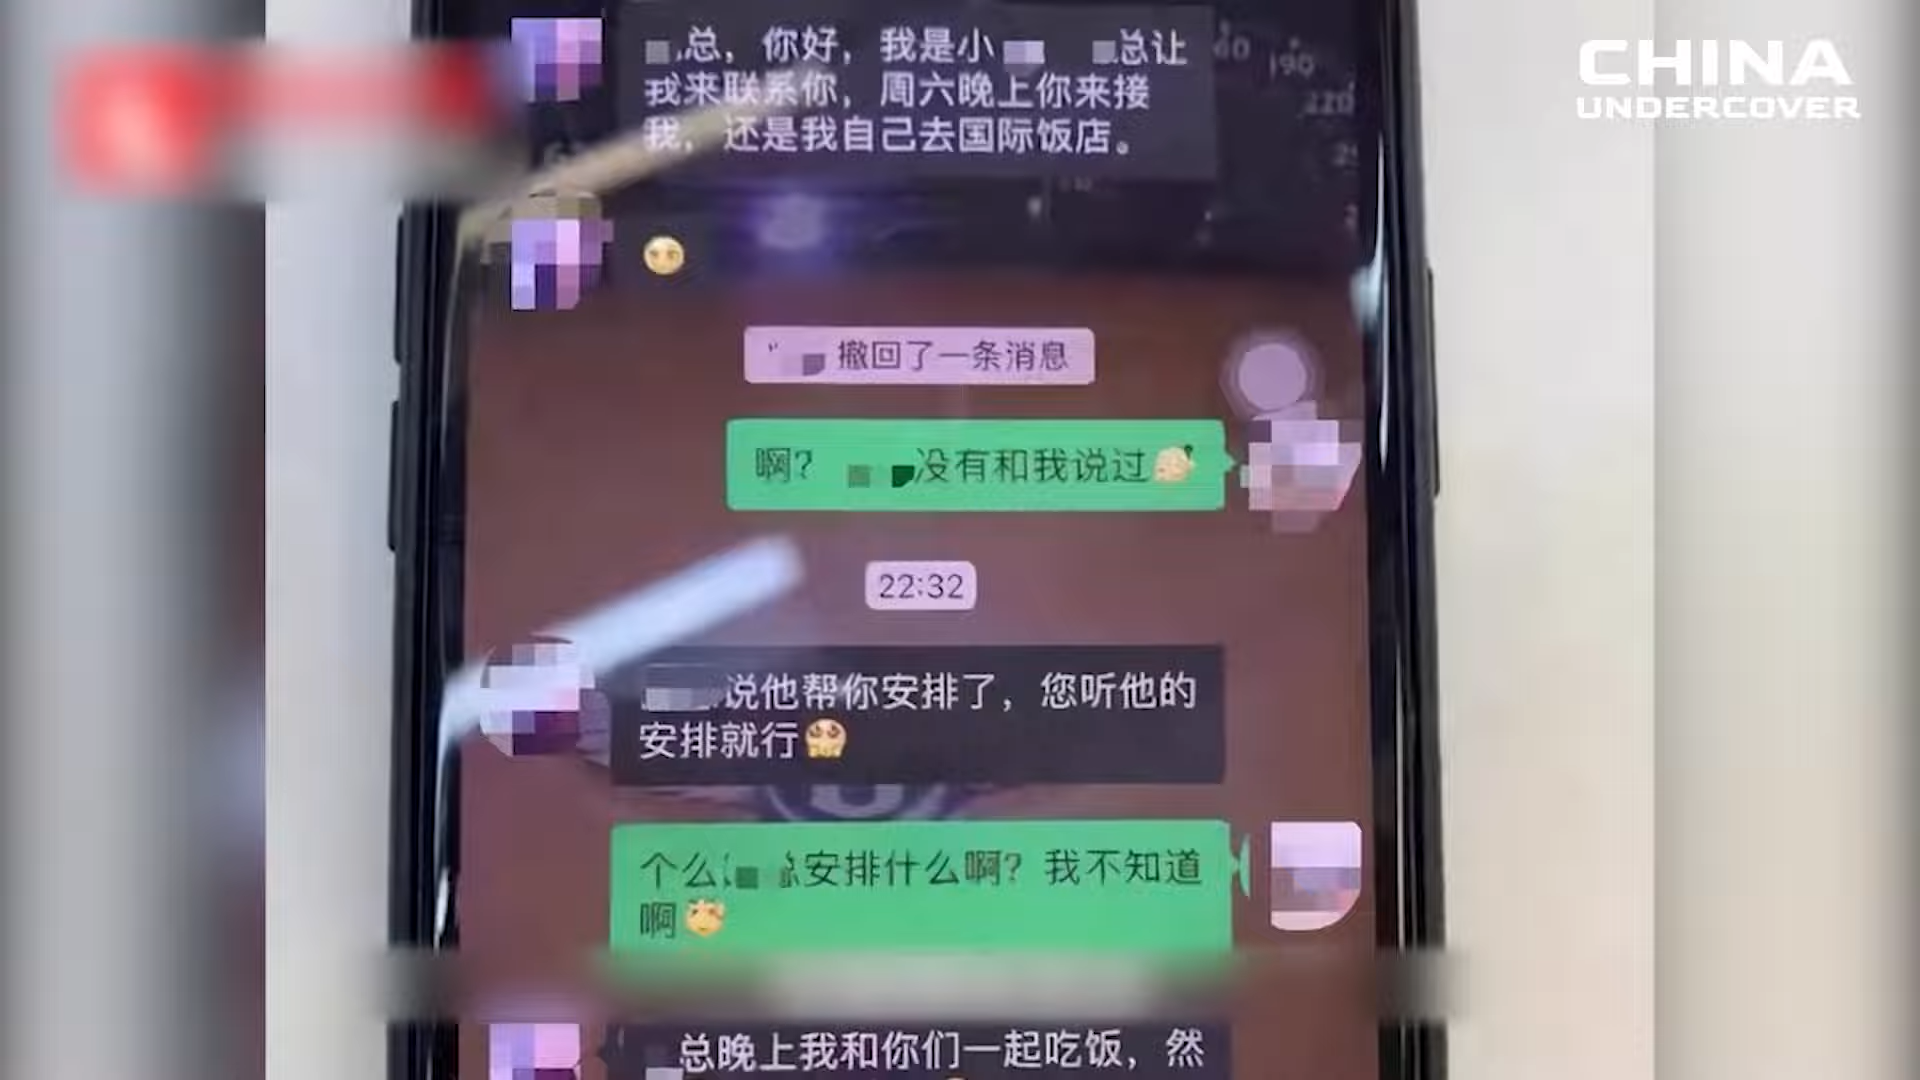 CHINA
UNDERCOVER
总，你好，我是小 总让
我来联系你，周六晚上你来接
我，还是我自己去国际饭店。
撤回了一条消息
啊？ 没有和我说过
22:32
说他帮你安排了，您听他的
安排就行
个么 安排什么啊？我不知道
啊
总晚上我和你们一起吃饭，然